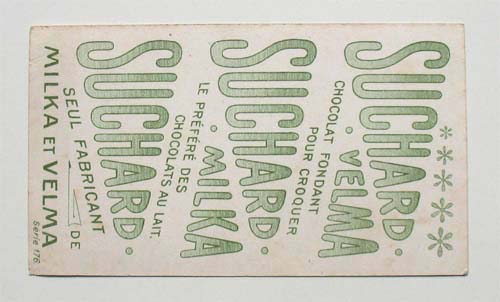 SUCHARD.
• VELMA
CHOCOLAT FONDANT
POUR CROQUER
SUCHARD.
• MILKA
LE PRÉFÉRÉ DES
CHOCOLATS AU LAIT.
SUCHARD.
SEUL FABRICANT DE
MILKA ET VELMA
Serie 176